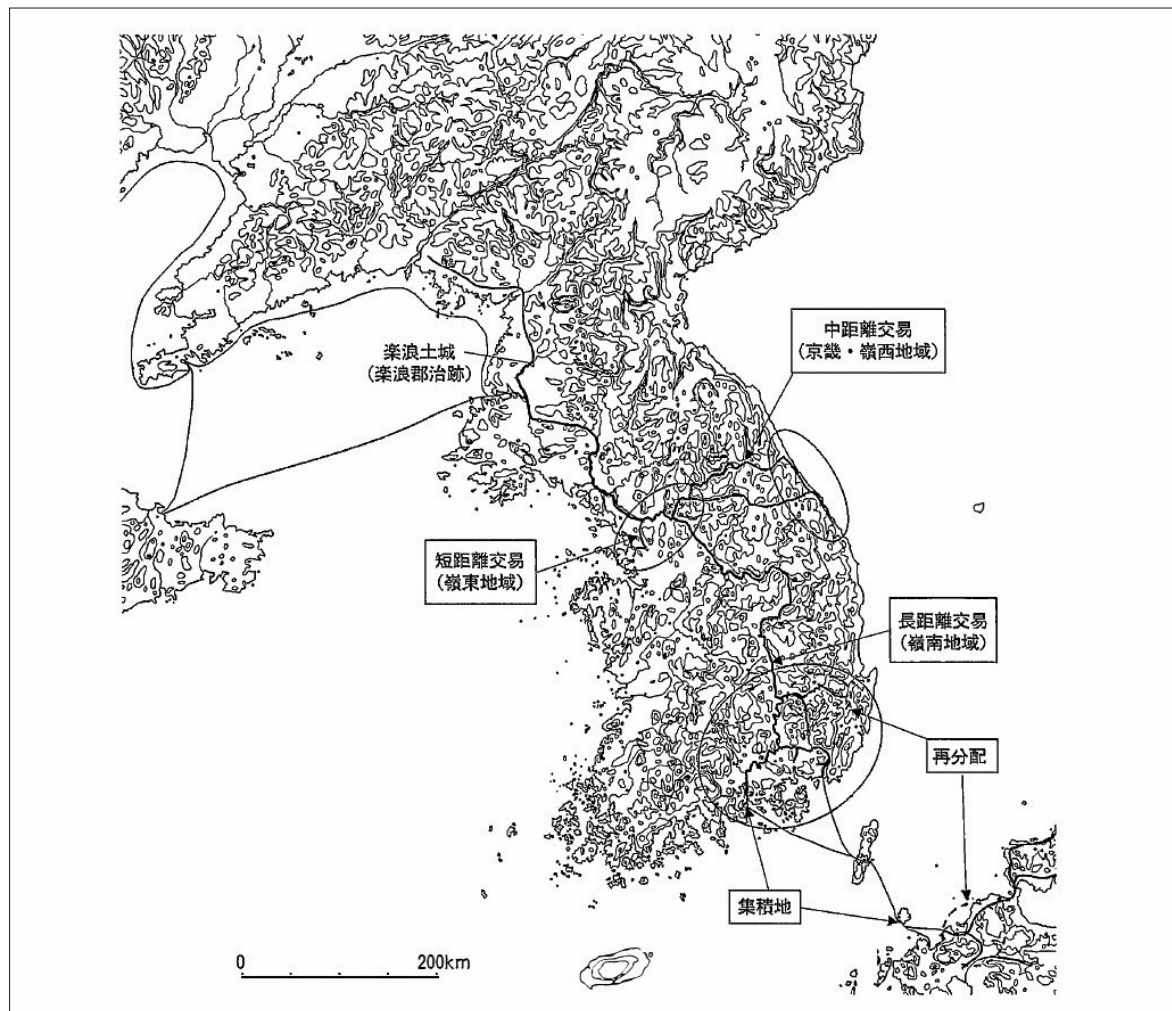 中距離交易
(京畿・嶺西地域)
楽浪土城
(楽浪郡治跡)
短距離交易
(嶺東地域)
長距離交易
(嶺南地域)
再分配
集積地
0 200km